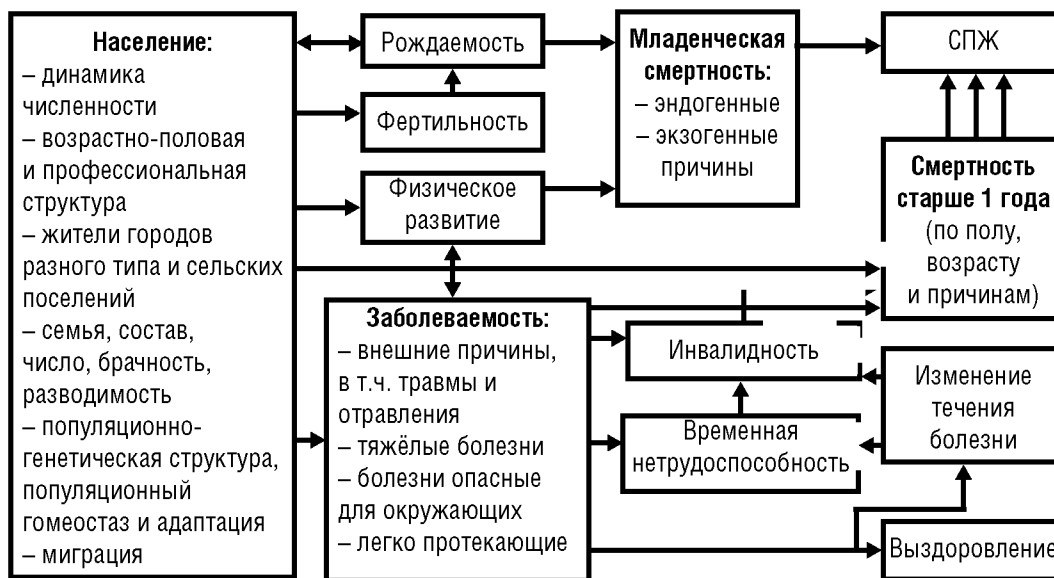 Население:
– динамика
численности
– возрастно-половая
и профессиональная
структура
– жители городов
разного типа и сельских
поселений
– семья, состав,
число, брачность,
разводимость
– популяционно-
генетическая структура,
популяционный
гомеостаз и адаптация
– миграция
Рождаемость
Фертильность
Физическое
развитие
Заболеваемость:
– внешние причины,
в т.ч. травмы и
отравления
– тяжёлые болезни
– болезни опасные
для окружающих
– легко протекающие
Младенческая
смертность:
– эндогенные
– экзогенные
причины
Инвалидность
Временная
нетрудоспособность
СПЖ
Смертность
старше 1 года
(по полу,
возрасту
и причинам)
Изменение
течения
болезни
Выздоровление